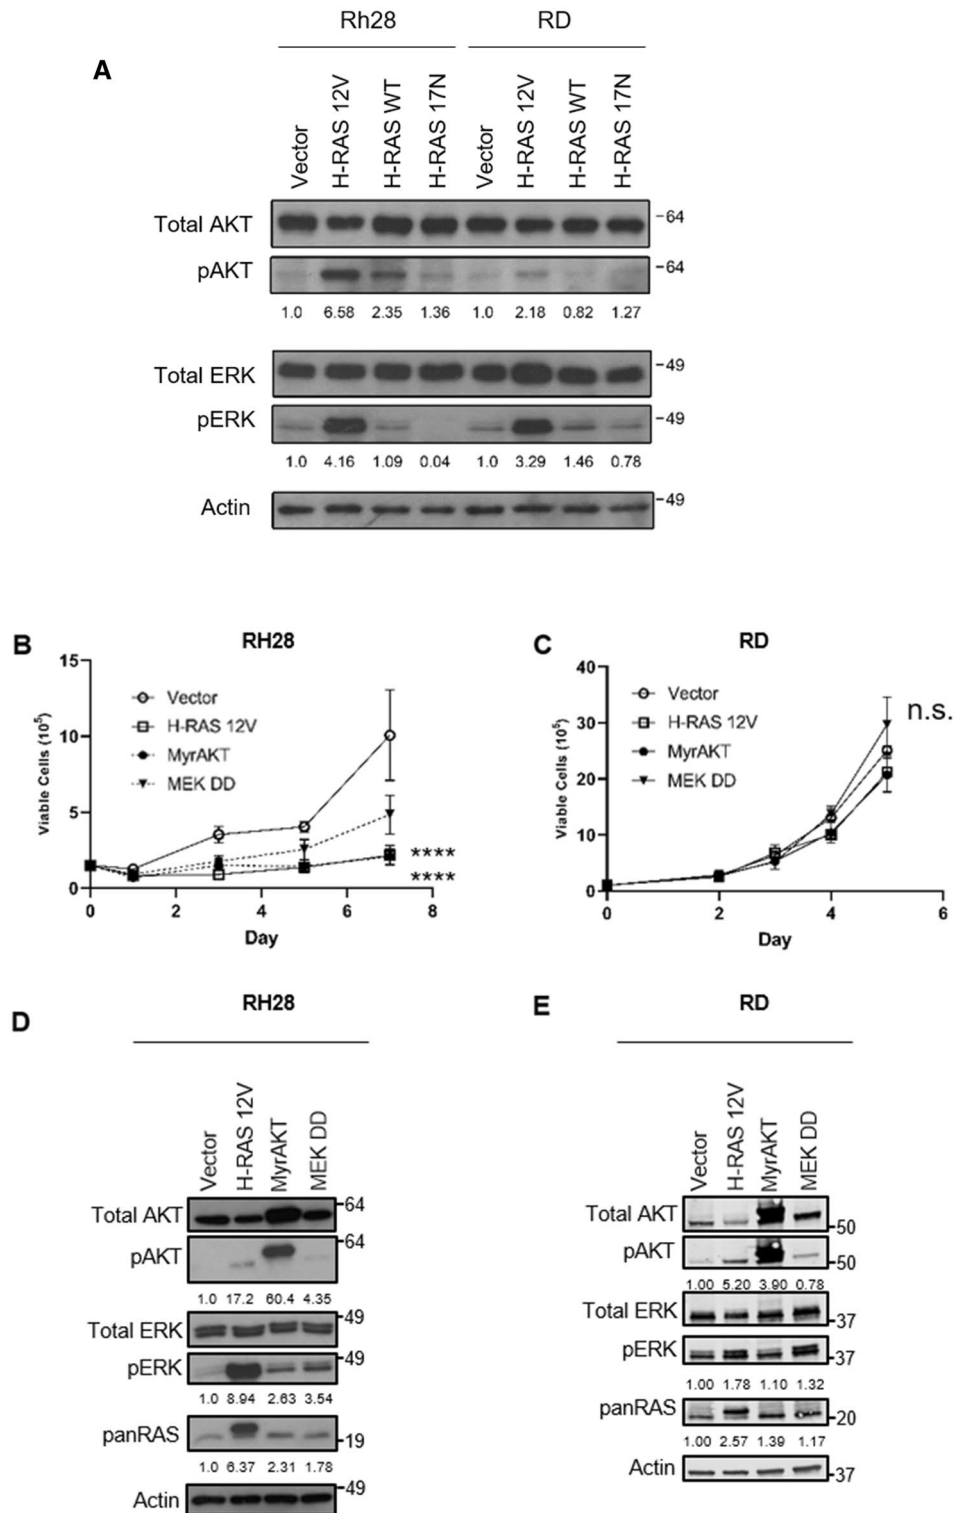 Rh28 RD
A
Vector H-RAS 12V H-RAS WT H-RAS 17N Vector H-RAS 12V H-RAS WT H-RAS 17N
Total AKT -64
pAKT -64
1.0 6.58 2.35 1.36 1.0 2.18 0.82 1.27
Total ERK -49
pERK -49
1.0 4.16 1.09 0.04 1.0 3.29 1.46 0.78
Actin -49
B RH28
15
10
5
0
Viable Cells (10⁵)
Vector
H-RAS 12V
MyrAKT
MEK DD
****
****
0 2 4 6 8
Day
C RD
40
30
20
10
0
Viable Cells (10⁵)
Vector
H-RAS 12V
MyrAKT
MEK DD
n.s.
0 2 4 6
Day
D RH28
Vector H-RAS 12V MyrAKT MEK DD
Total AKT -64
pAKT -64
1.0 17.2 60.4 4.35
Total ERK -49
pERK -49
1.0 8.94 2.63 3.54
panRAS -19
1.0 6.37 2.31 1.78
Actin -49
E RD
Vector H-RAS 12V MyrAKT MEK DD
Total AKT -50
pAKT -50
1.00 5.20 3.90 0.78
Total ERK -37
pERK -37
1.00 1.78 1.10 1.32
panRAS -20
1.00 2.57 1.39 1.17
Actin -37